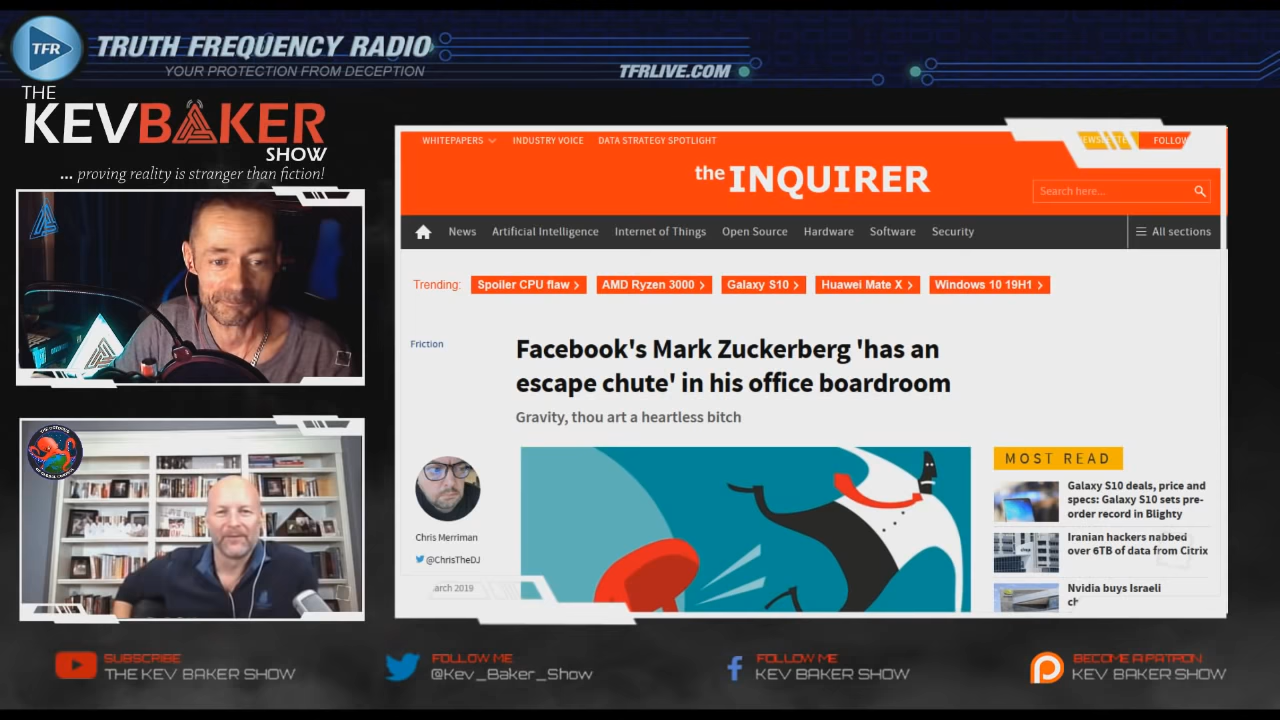 TFR
TRUTH FREQUENCY RADIO
YOUR PROTECTION FROM DECEPTION
TFRLIVE.COM
THE
KEVBAKER
SHOW
... proving reality is stranger than fiction!
WHITEPAPERS
INDUSTRY VOICE
DATA STRATEGY SPOTLIGHT
FOLLOW
the INQUIRER
Search here...
News
Artificial Intelligence
Internet of Things
Open Source
Hardware
Software
Security
All sections
Trending:
Spoiler CPU flaw
AMD Ryzen 3000
Galaxy S10
Huawei Mate X
Windows 10 19H1
Friction
Facebook's Mark Zuckerberg 'has an
escape chute' in his office boardroom
Gravity, thou art a heartless bitch
Chris Merriman
@ChrisTheDJ
arch 2019
MOST READ
Galaxy S10 deals, price and
specs: Galaxy S10 sets pre-
order record in Blighty
Iranian hackers nabbed
over 6TB of data from Citrix
Nvidia buys Israeli
SUBSCRIBE
THE KEV BAKER SHOW
FOLLOW ME
@Kev_Baker_Show
FOLLOW ME
KEV BAKER SHOW
BECOME A PATRON
KEV BAKER SHOW